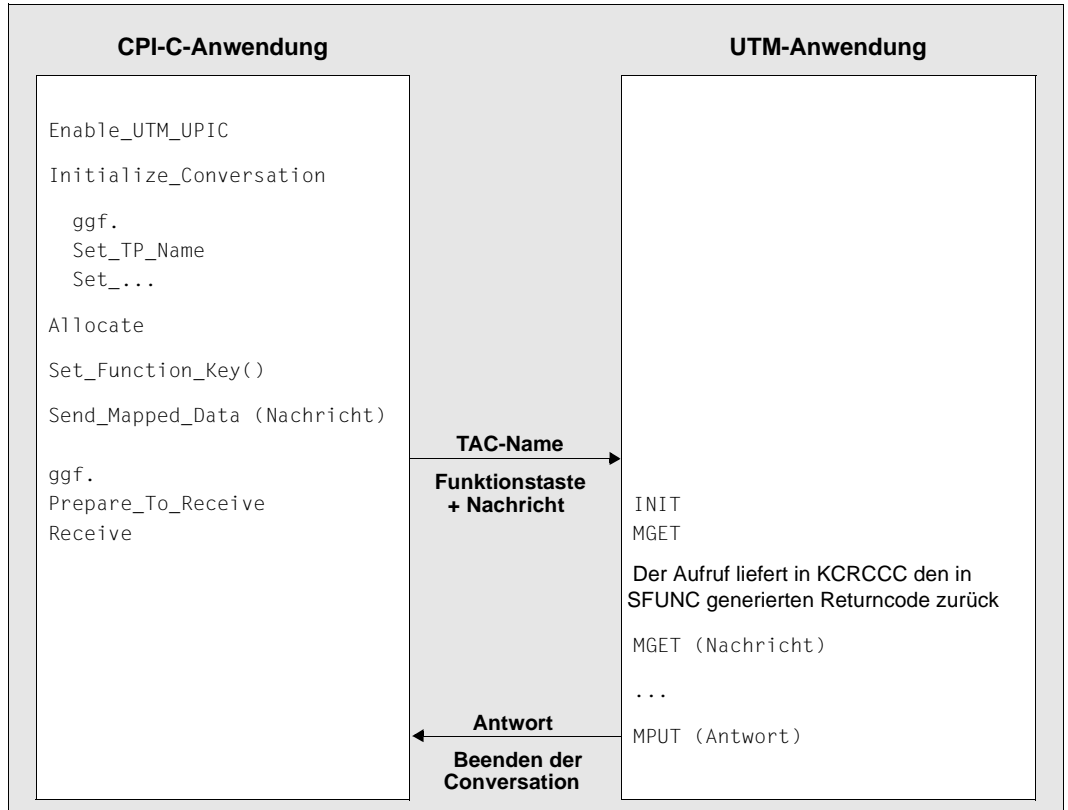 CPI-C-Anwendung
UTM-Anwendung
Enable_UTM_UPIC
Initialize_Conversation
ggf.
Set_TP_Name
Set_...
Allocate
Set_Function_Key()
Send_Mapped_Data (Nachricht)
ggf.
Prepare_To_Receive
Receive
TAC-Name
Funktionstaste
+ Nachricht
INIT
MGET
Der Aufruf liefert in KCRCCC den in
SFUNC generierten Returncode zurück
MGET (Nachricht)
...
MPUT (Antwort)
Antwort
Beenden der
Conversation